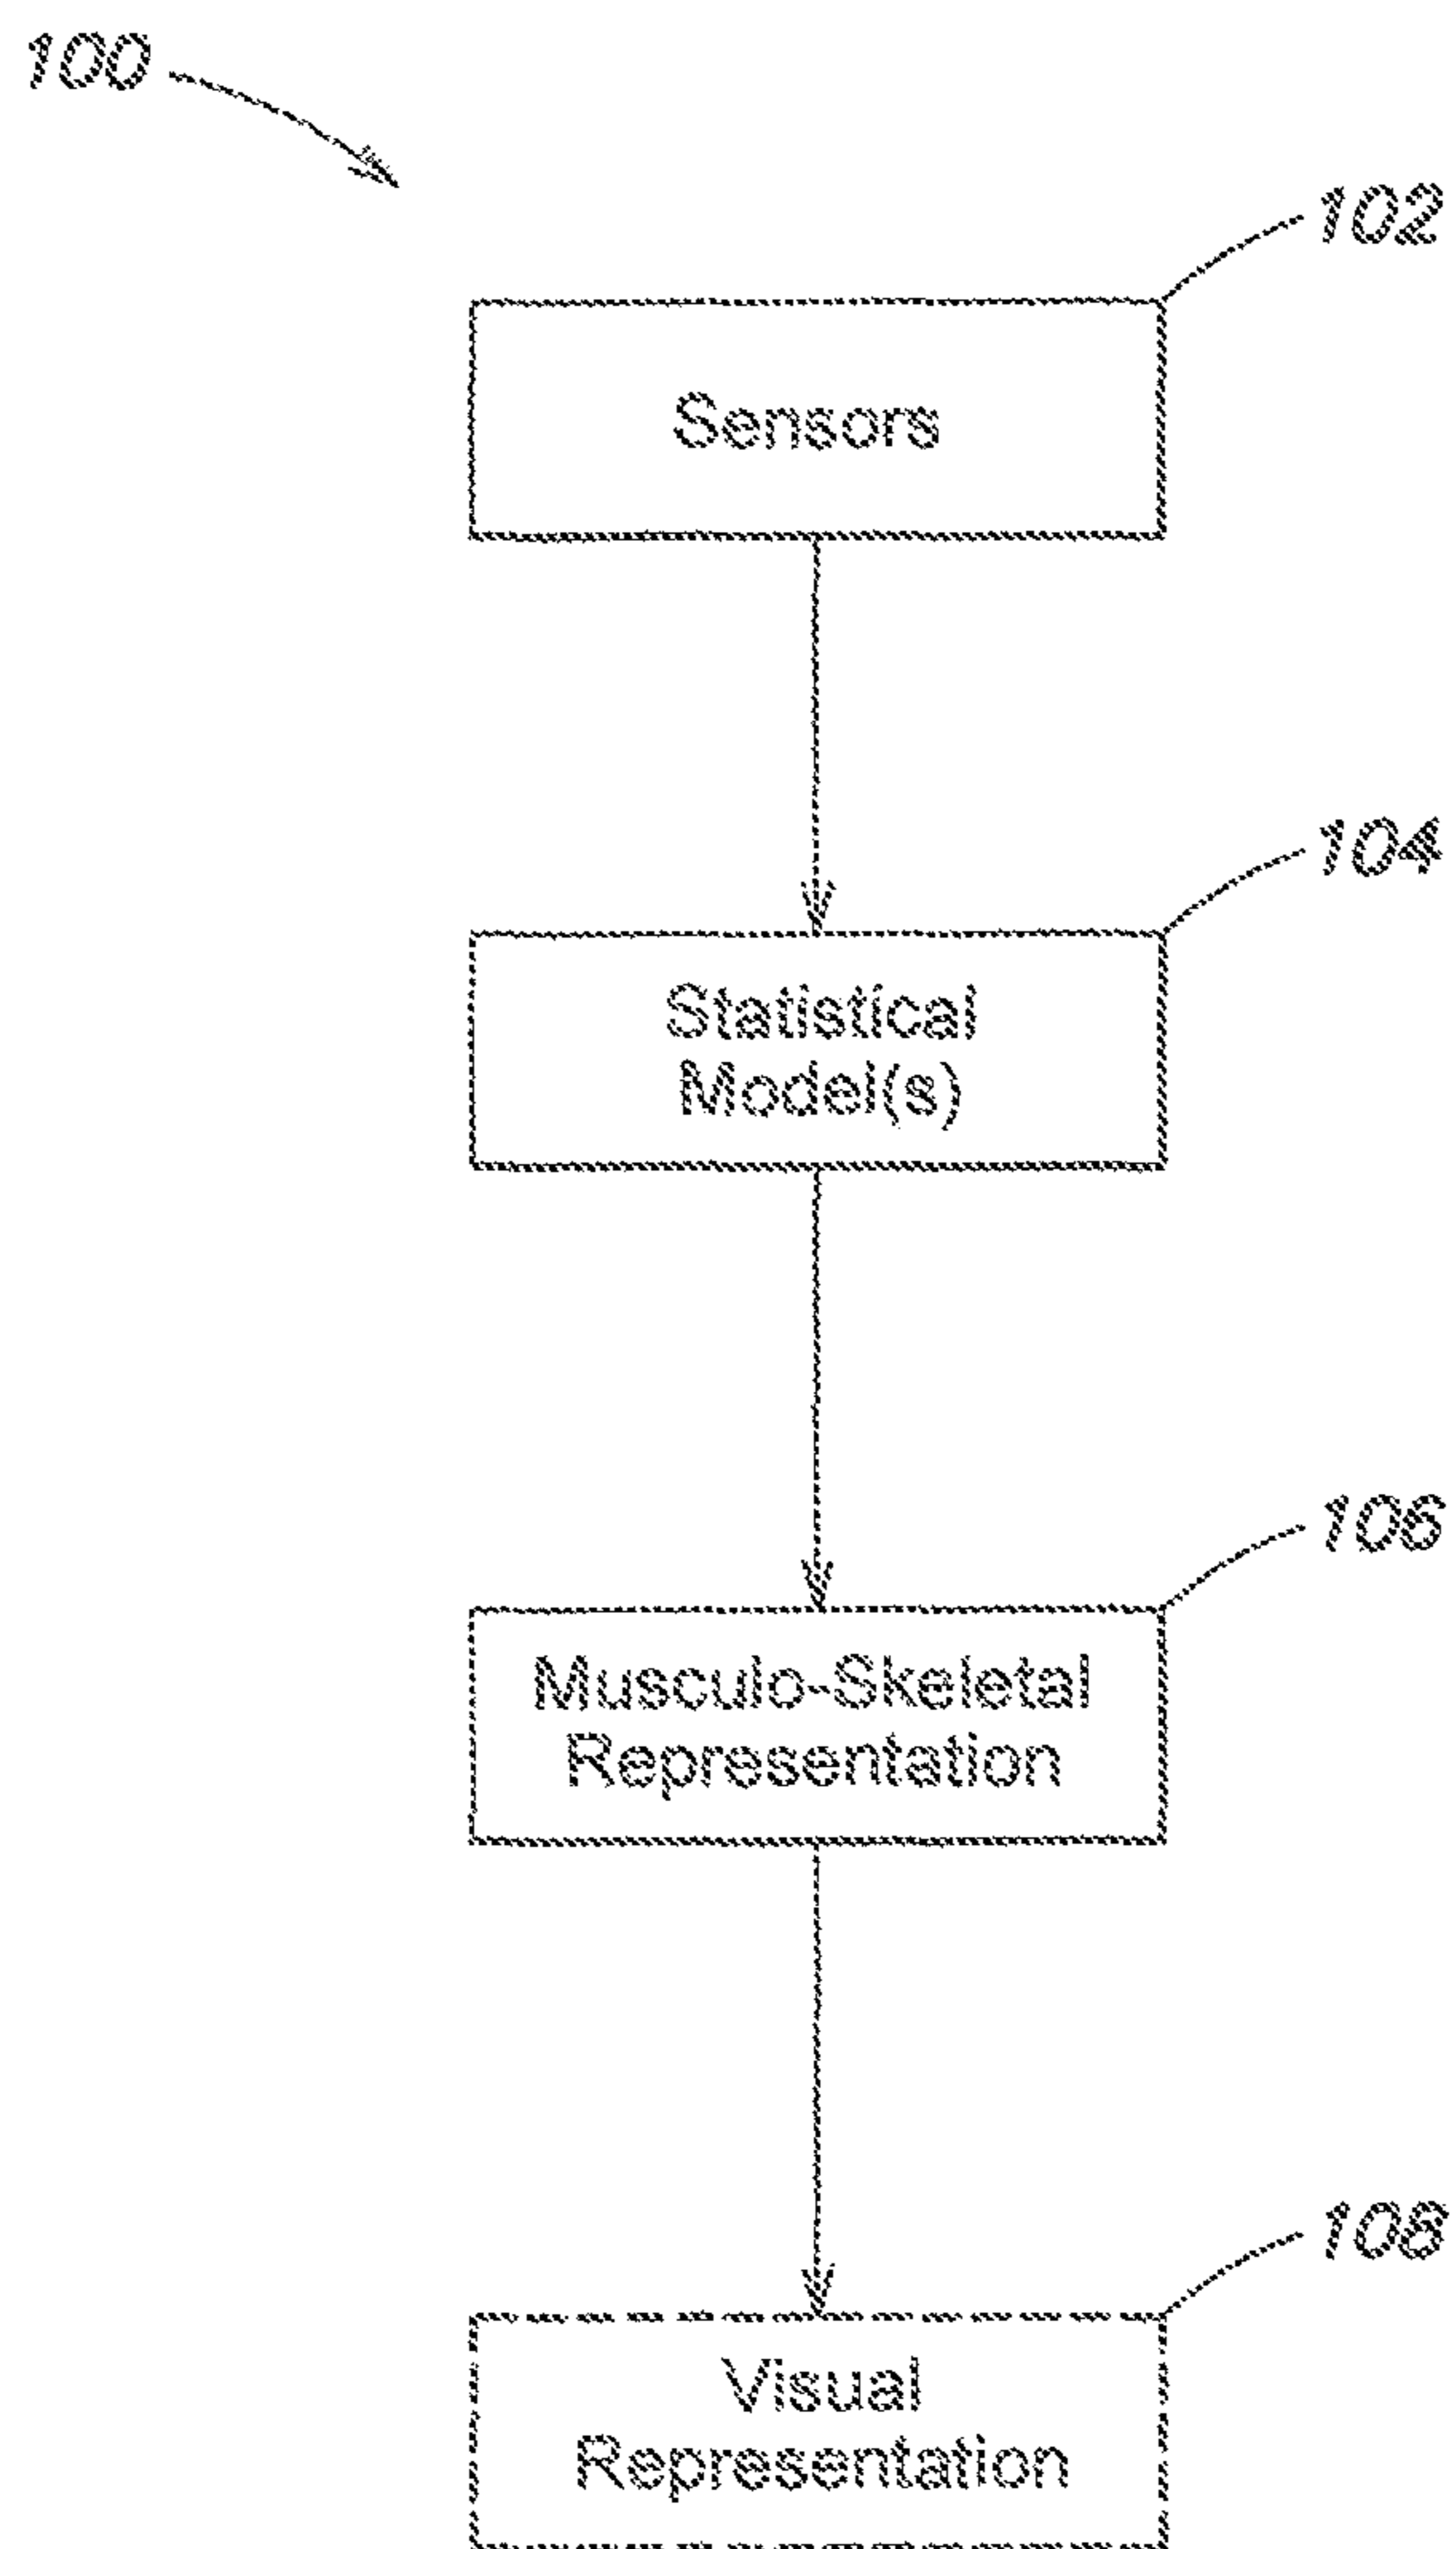 100
102
Sensors
104
Statistical
Model(s)
106
Musculo-Skeletal
Representation
108
Visual
Representation